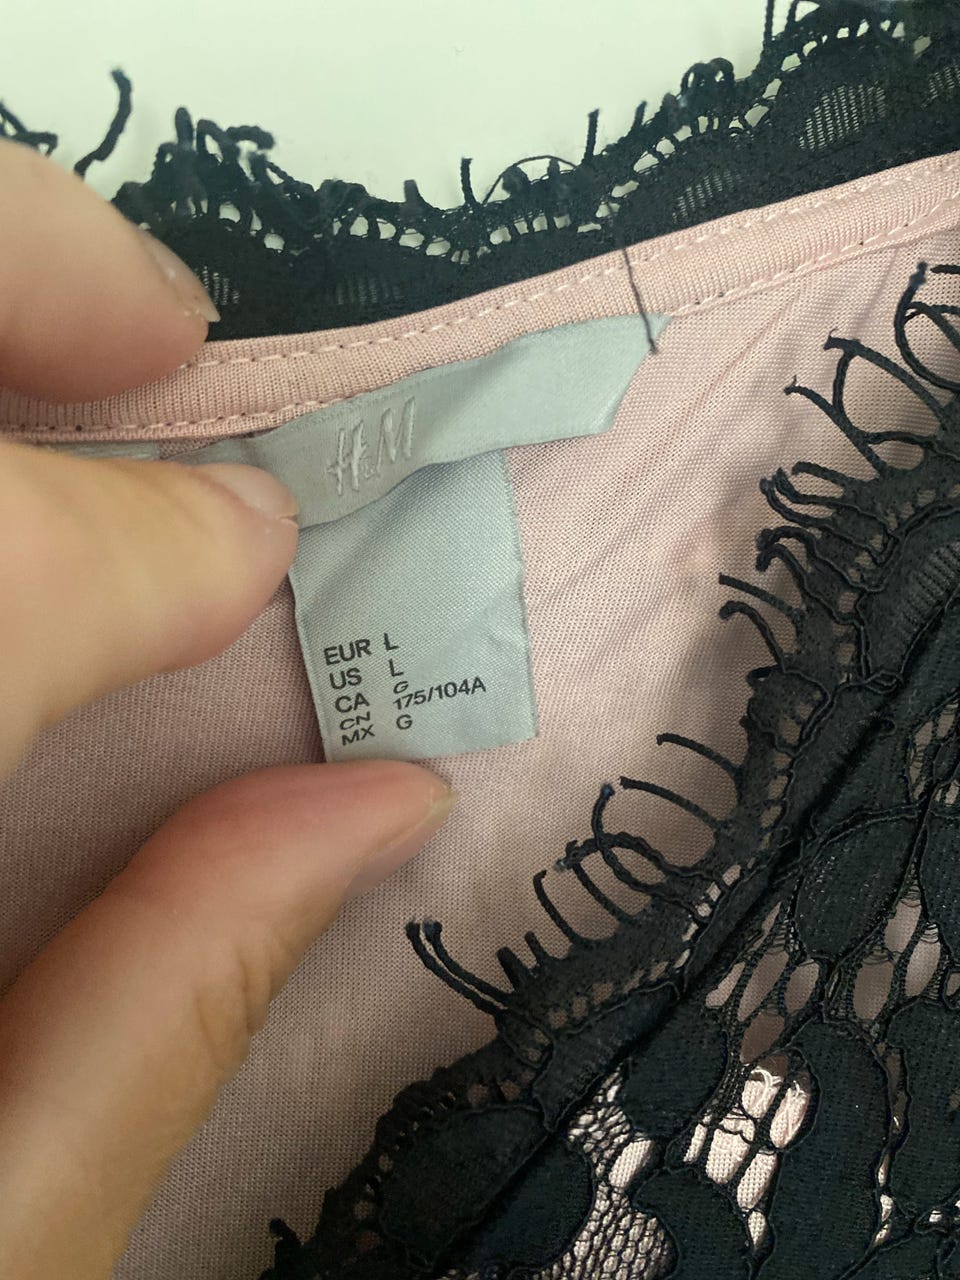 H&M
EUR L
US L
CA G
CN 175/104A
MX G